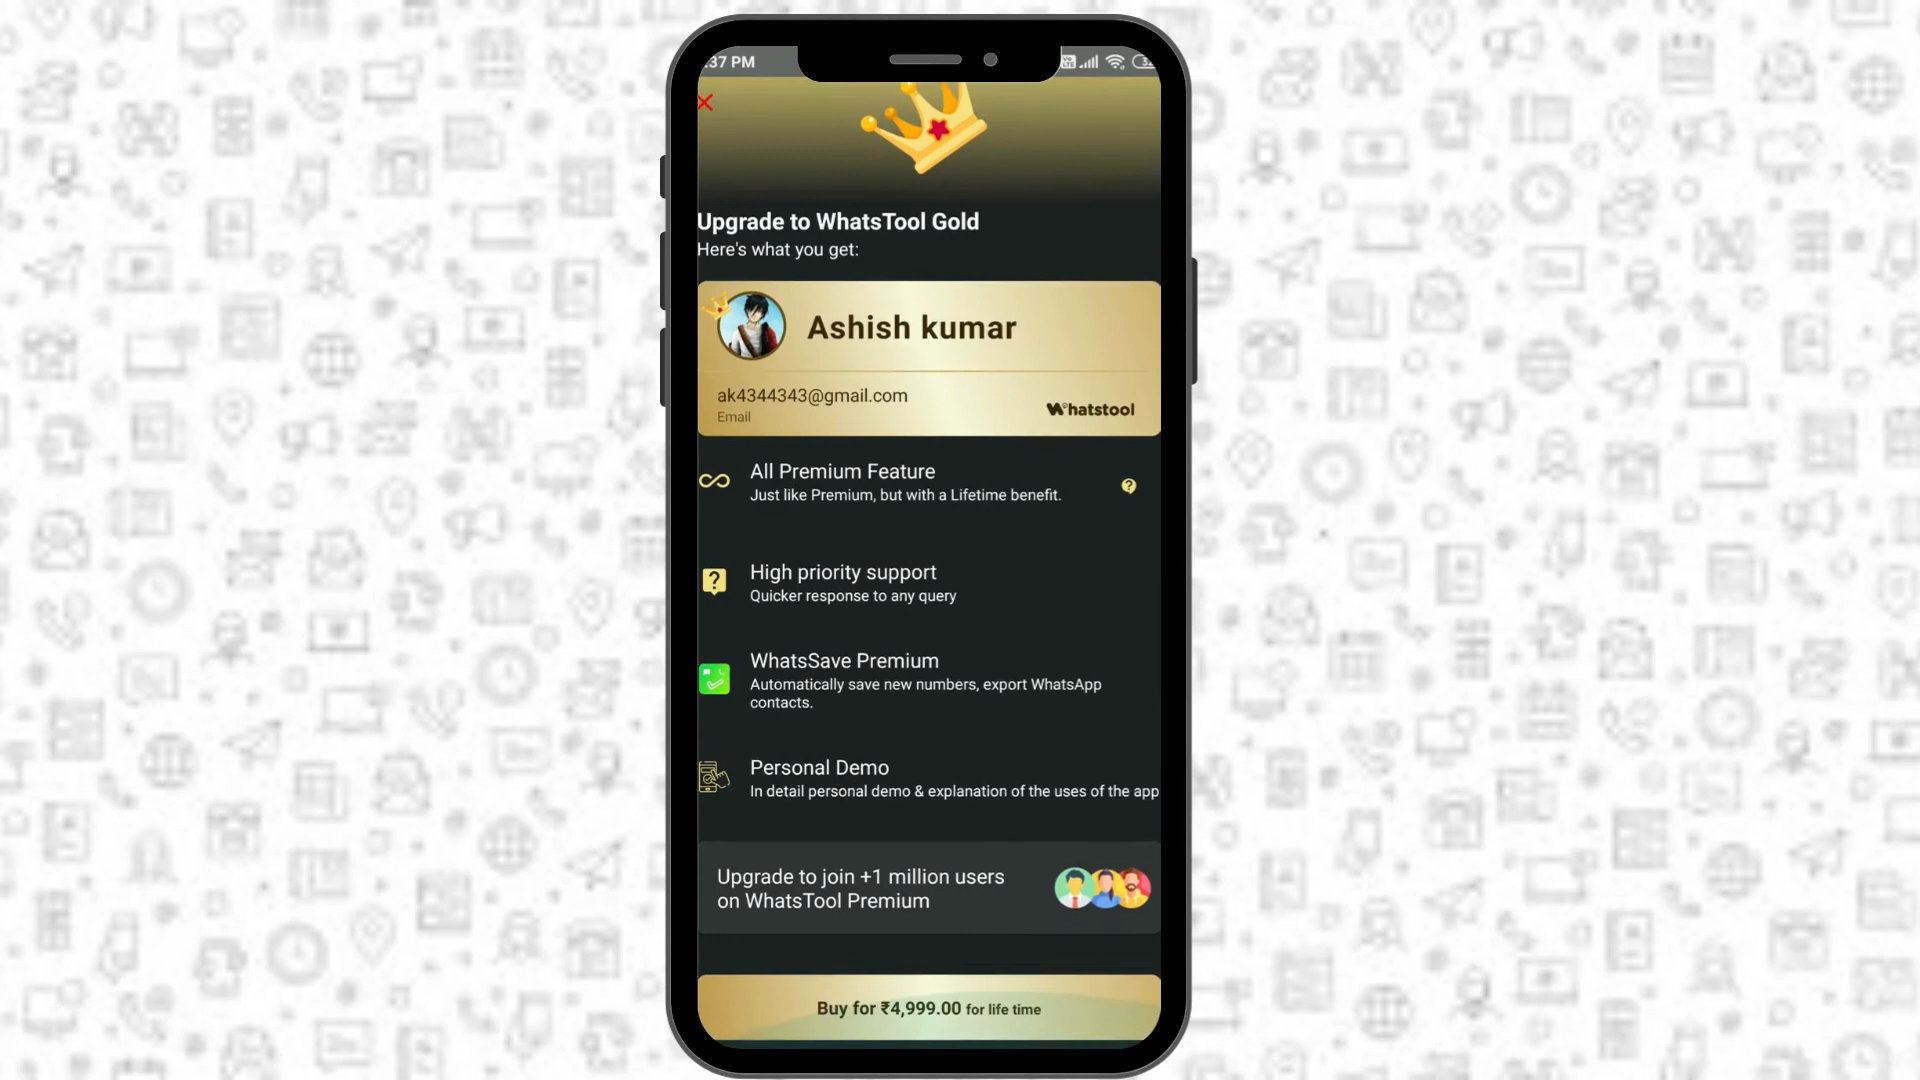 :37 PM
Upgrade to WhatsTool Gold
Here's what you get:
Ashish kumar
ak4344343@gmail.com
Email
Whatstool
All Premium Feature
Just like Premium, but with a Lifetime benefit.
High priority support
Quicker response to any query
WhatsSave Premium
Automatically save new numbers, export WhatsApp
contacts.
Personal Demo
In detail personal demo & explanation of the uses of the app
Upgrade to join +1 million users
on WhatsTool Premium
Buy for ₹4,999.00 for life time